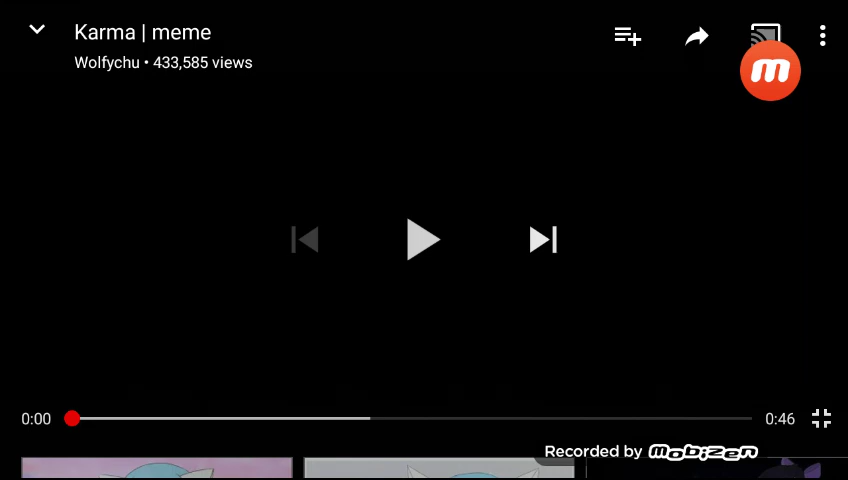 Karma | meme
Wolfychu • 433,585 views
m
0:00
0:46
Recorded by mobizen